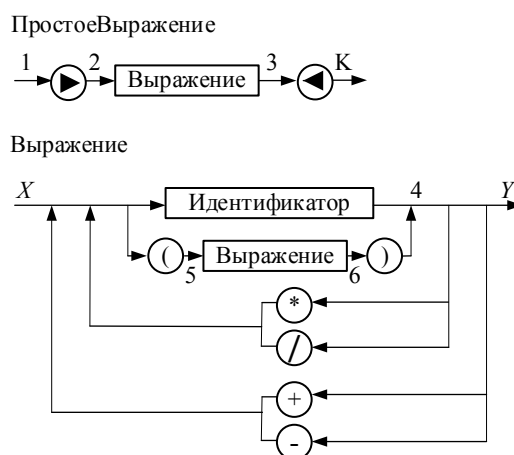 ПростоеВыражение
1 2 Выражение 3 K
Выражение
X Идентификатор 4 Y
( 5 Выражение 6 )
*
/
+
-